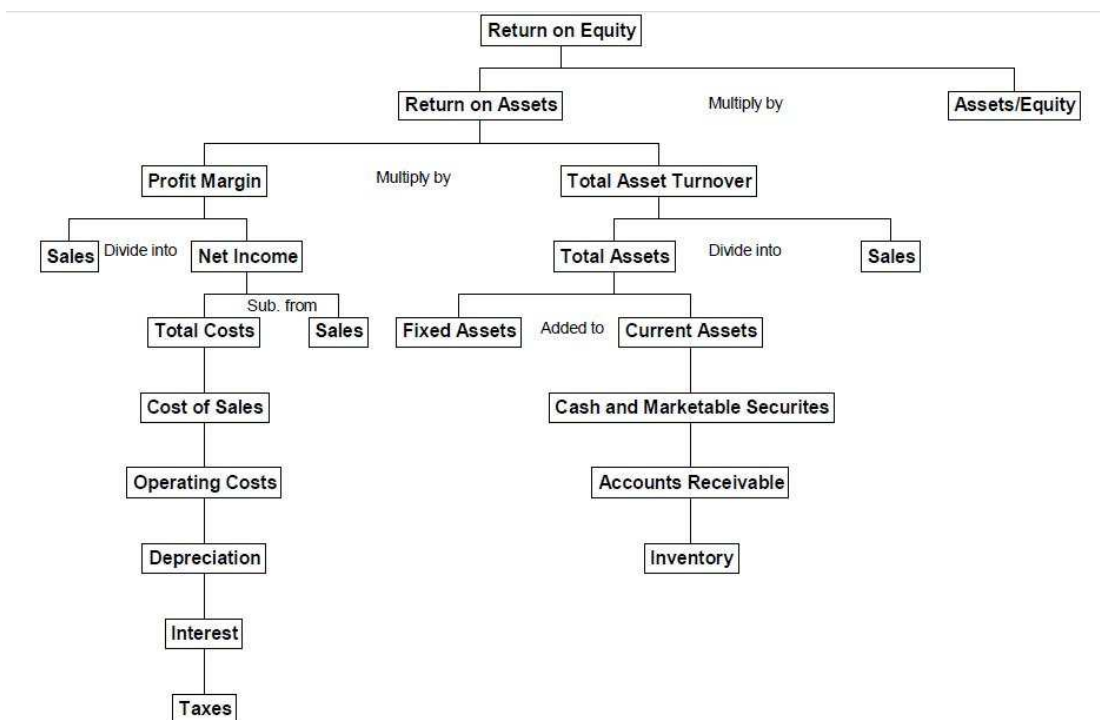 Return on Equity
Return on Assets Multiply by Assets/Equity
Profit Margin Multiply by Total Asset Turnover
Sales Divide into Net Income Total Assets Divide into Sales
Sub. from
Total Costs Sales Fixed Assets Added to Current Assets
Cost of Sales Cash and Marketable Securites
Operating Costs Accounts Receivable
Depreciation Inventory
Interest
Taxes